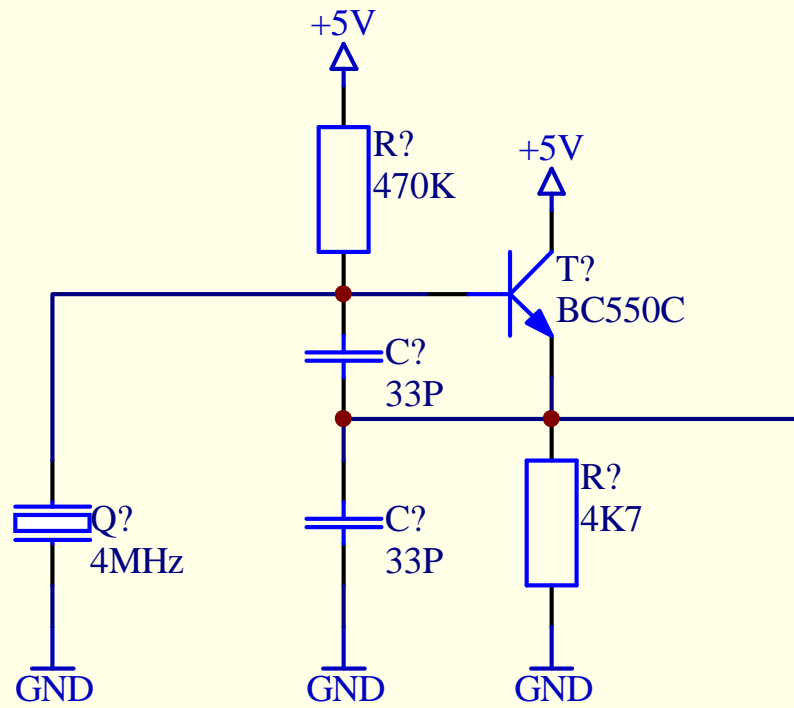 +5V
R?
470K
+5V
T?
BC550C
C?
33P
Q?
4MHz
C?
33P
R?
4K7
GND
GND
GND